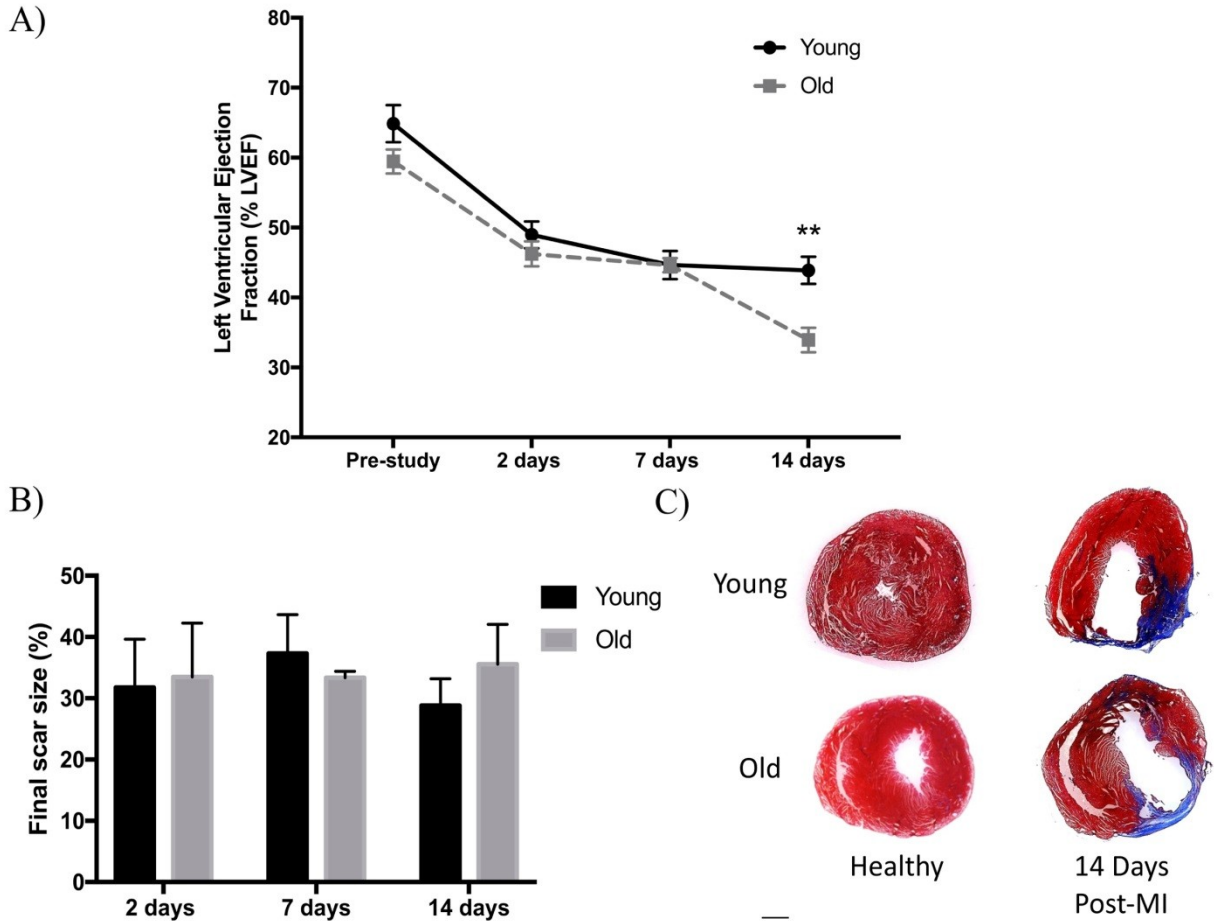 A)
Left Ventricular Ejection
Fraction (% LVEF)
80
70
60
50
40
30
20
Young
Old
**
Pre-study
2 days
7 days
14 days
B)
Final scar size (%)
50
40
30
20
10
0
Young
Old
2 days
7 days
14 days
C)
Young
Old
Healthy
14 Days
Post-MI